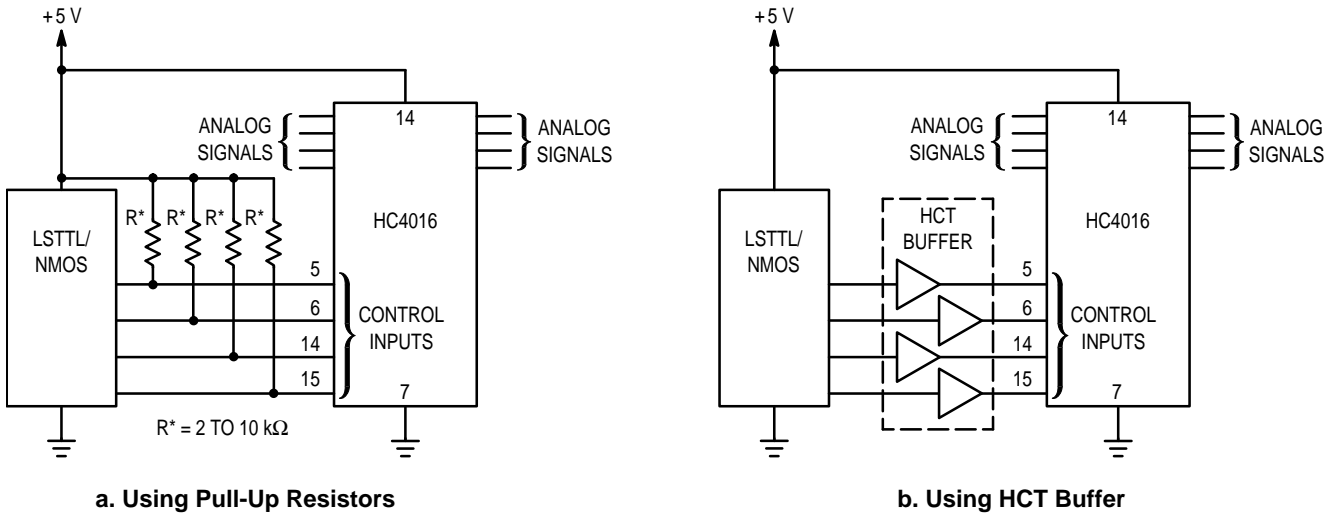 +5 V
14
ANALOG
SIGNALS
ANALOG
SIGNALS
R* R* R* R*
LSTTL/
NMOS
HC4016
5
6
14
15
CONTROL
INPUTS
7
R* = 2 TO 10 kΩ
a. Using Pull-Up Resistors
+5 V
14
ANALOG
SIGNALS
ANALOG
SIGNALS
HCT
BUFFER
LSTTL/
NMOS
HC4016
5
6
14
15
CONTROL
INPUTS
7
b. Using HCT Buffer